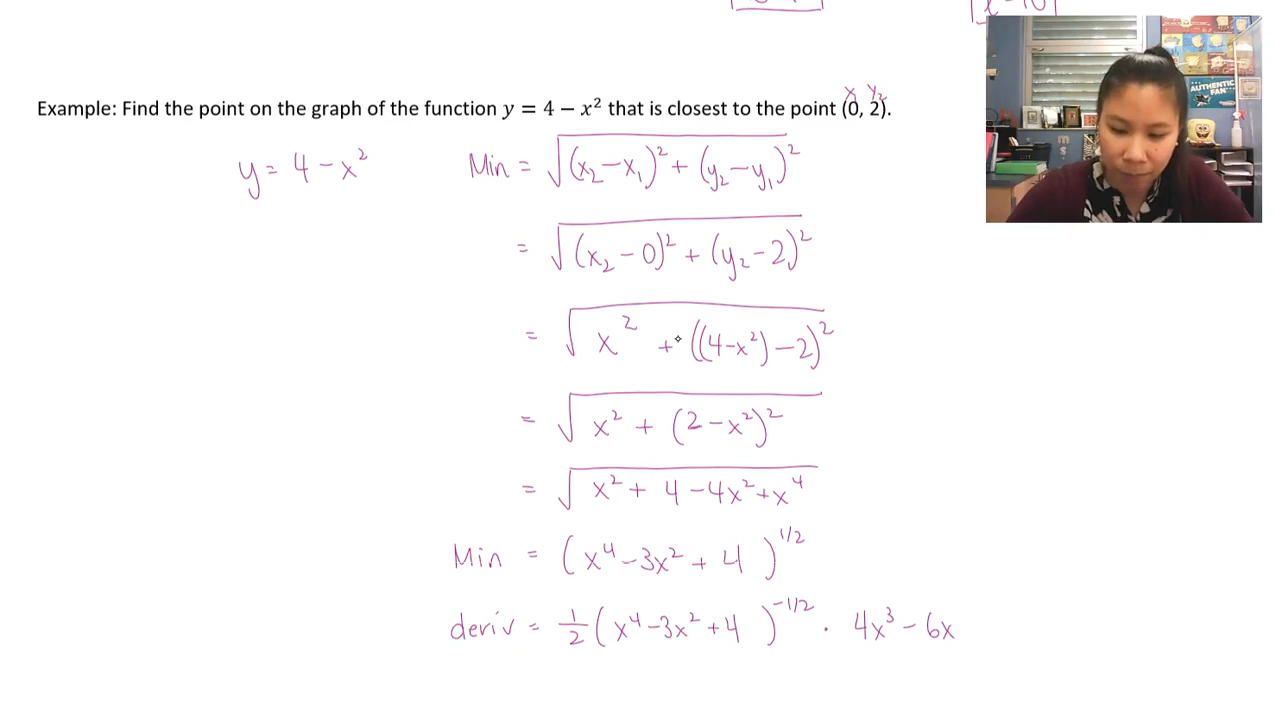 Example: Find the point on the graph of the function y = 4 − x² that is closest to the point (0, 2).
x y₂
y = 4 − x²
Min = √((x₂ − x₁)² + (y₂ − y₁)²)
= √((x₂ − 0)² + (y₂ − 2)²)
= √(x² + ((4 − x²) − 2)²)
= √(x² + (2 − x²)²)
= √(x² + 4 − 4x² + x⁴)
Min = (x⁴ − 3x² + 4)^1/2
deriv = 1/2 (x⁴ − 3x² + 4)^−1/2 · 4x³ − 6x
AUTHENTIC
FAN